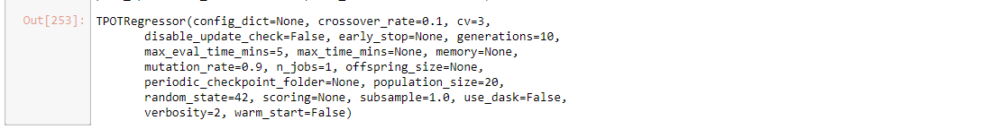 Out[253]: TPOTRegressor(config_dict=None, crossover_rate=0.1, cv=3,
disable_update_check=False, early_stop=None, generations=10,
max_eval_time_mins=5, max_time_mins=None, memory=None,
mutation_rate=0.9, n_jobs=1, offspring_size=None,
periodic_checkpoint_folder=None, population_size=20,
random_state=42, scoring=None, subsample=1.0, use_dask=False,
verbosity=2, warm_start=False)